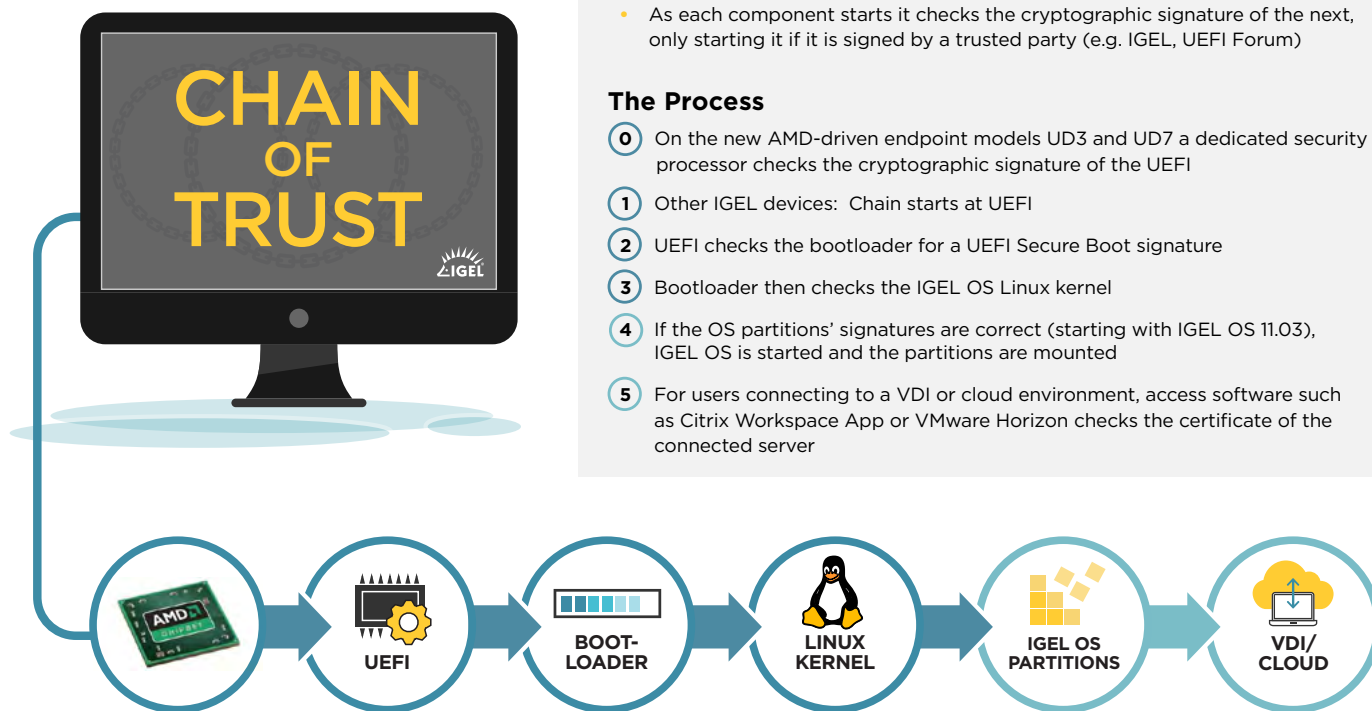 CHAIN
OF
TRUST
IGEL
• As each component starts it checks the cryptographic signature of the next,
only starting it if it is signed by a trusted party (e.g. IGEL, UEFI Forum)
The Process
0 On the new AMD-driven endpoint models UD3 and UD7 a dedicated security
processor checks the cryptographic signature of the UEFI
1 Other IGEL devices: Chain starts at UEFI
2 UEFI checks the bootloader for a UEFI Secure Boot signature
3 Bootloader then checks the IGEL OS Linux kernel
4 If the OS partitions’ signatures are correct (starting with IGEL OS 11.03),
IGEL OS is started and the partitions are mounted
5 For users connecting to a VDI or cloud environment, access software such
as Citrix Workspace App or VMware Horizon checks the certificate of the
connected server
AMD
CHIPSET
UEFI
BOOT-
LOADER
LINUX
KERNEL
IGEL OS
PARTITIONS
VDI/
CLOUD